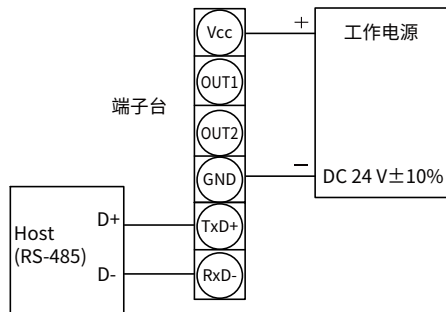 Vcc
+
工作电源
OUT1
端子台
OUT2
GND
−
DC 24 V±10%
D+
TxD+
Host
(RS-485)
D-
RxD-